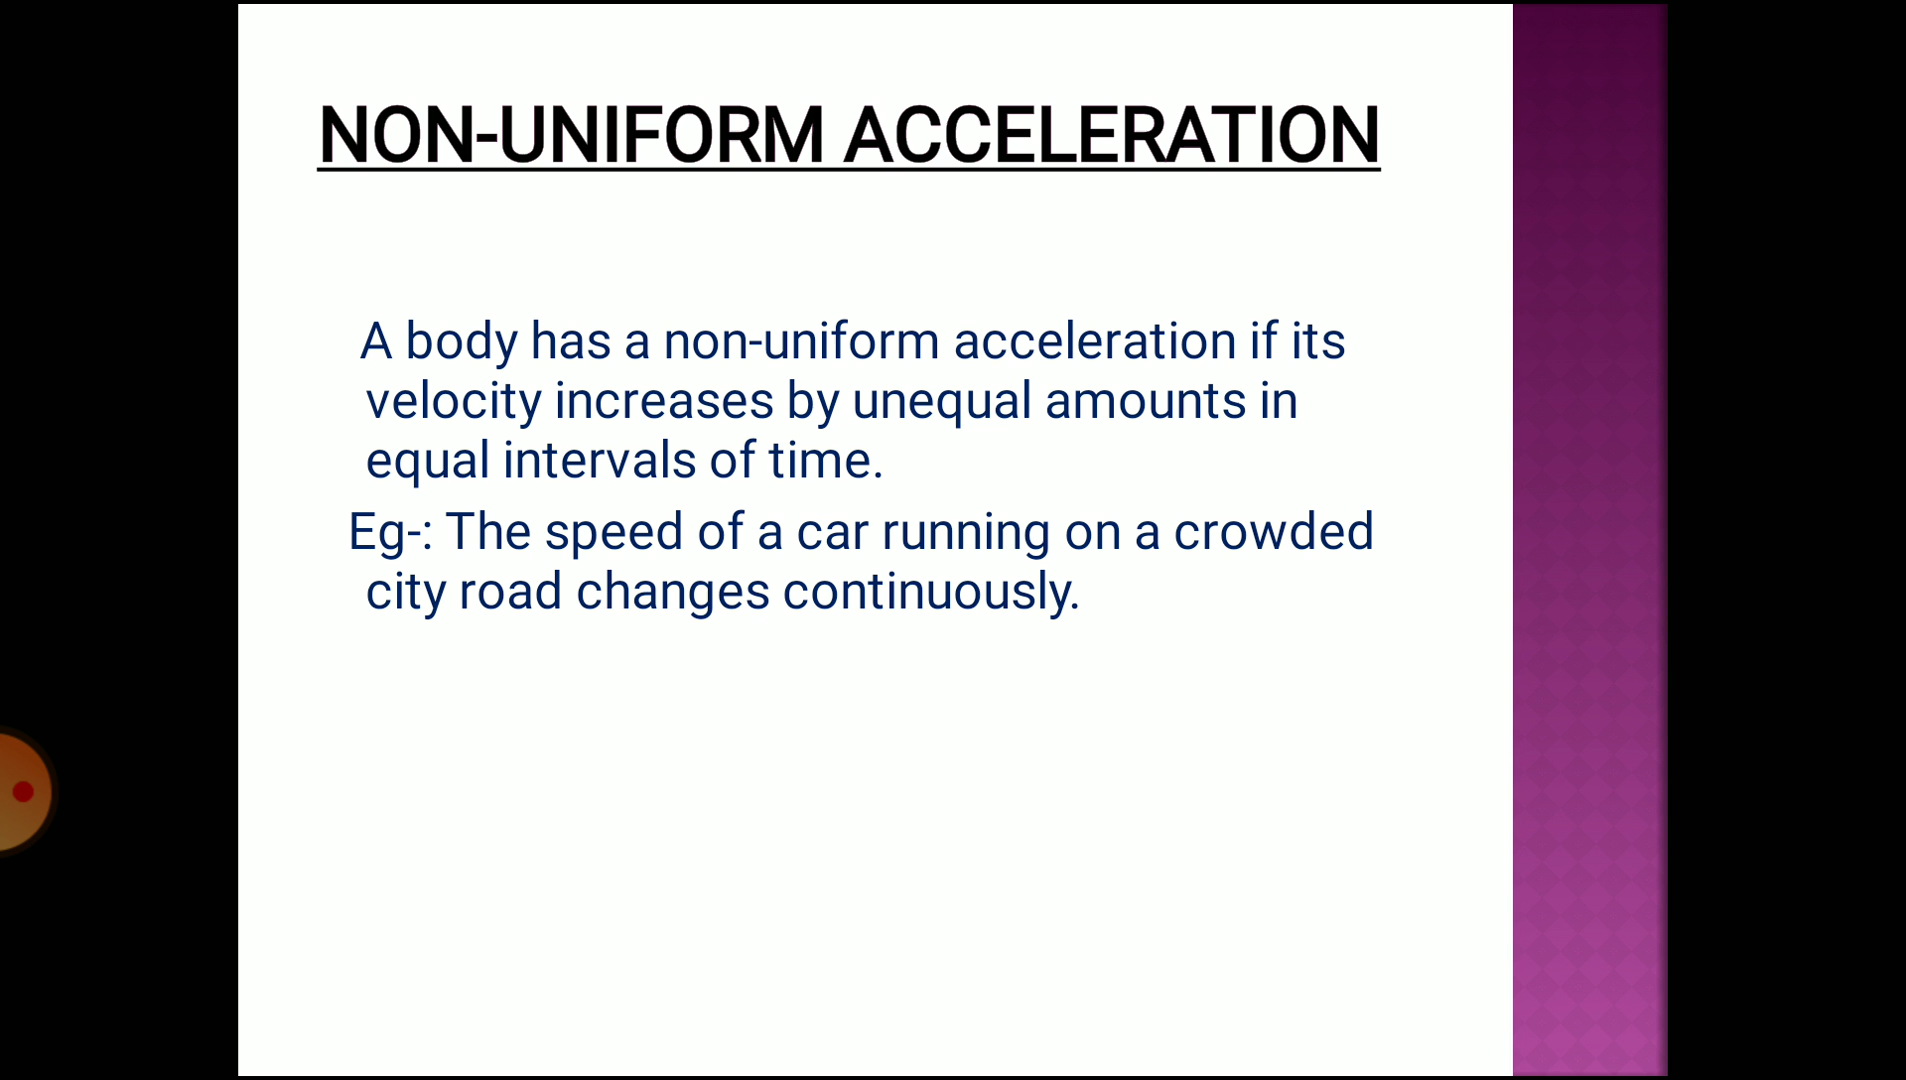 NON-UNIFORM ACCELERATION
A body has a non-uniform acceleration if its
velocity increases by unequal amounts in
equal intervals of time.
Eg-: The speed of a car running on a crowded
city road changes continuously.